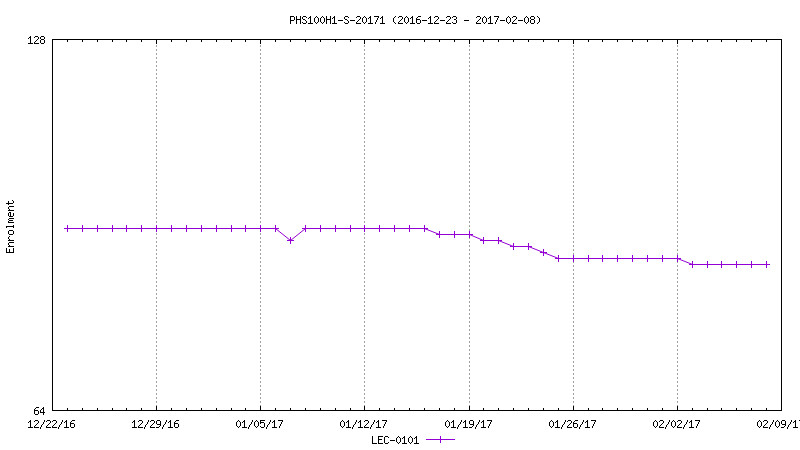 PHS100H1-S-20171 (2016-12-23 - 2017-02-08)
128
Enrolment
64
12/22/16 12/29/16 01/05/17 01/12/17 01/19/17 01/26/17 02/02/17 02/09/17
LEC-0101